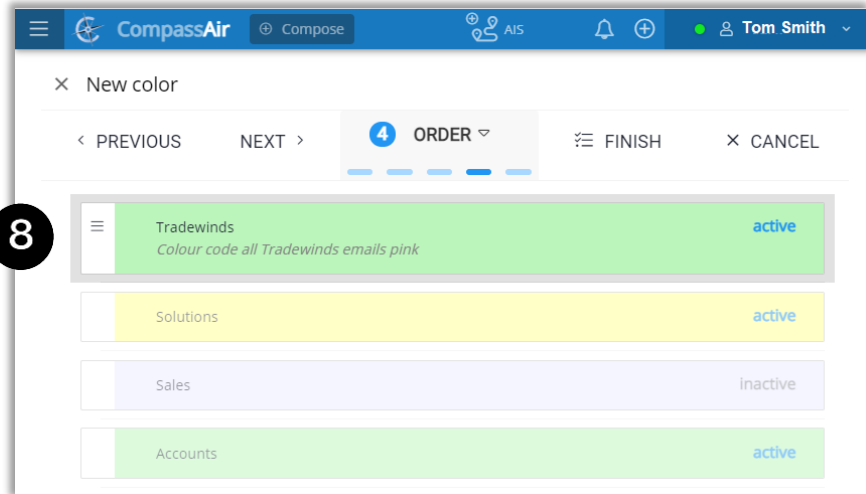 CompassAir Compose AIS Tom Smith
New color
PREVIOUS NEXT 4 ORDER FINISH CANCEL
8
Tradewinds active
Colour code all Tradewinds emails pink
Solutions active
Sales inactive
Accounts active